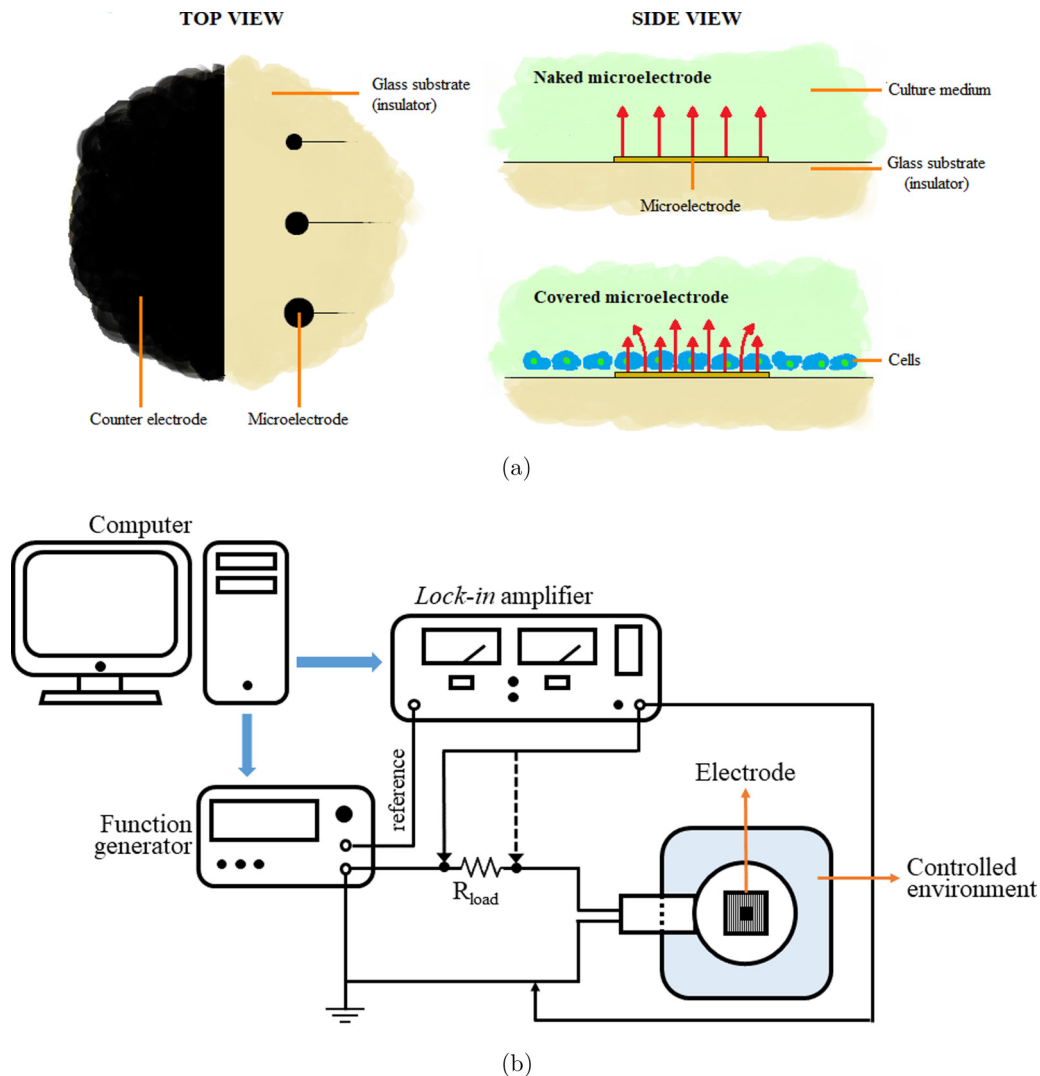 TOP VIEW
Glass substrate
(insulator)
Counter electrode
Microelectrode
SIDE VIEW
Naked microelectrode
Culture medium
Glass substrate
(insulator)
Microelectrode
Covered microelectrode
Cells
(a)
Computer
Lock-in amplifier
reference
Function
generator
Rload
Electrode
Controlled
environment
(b)